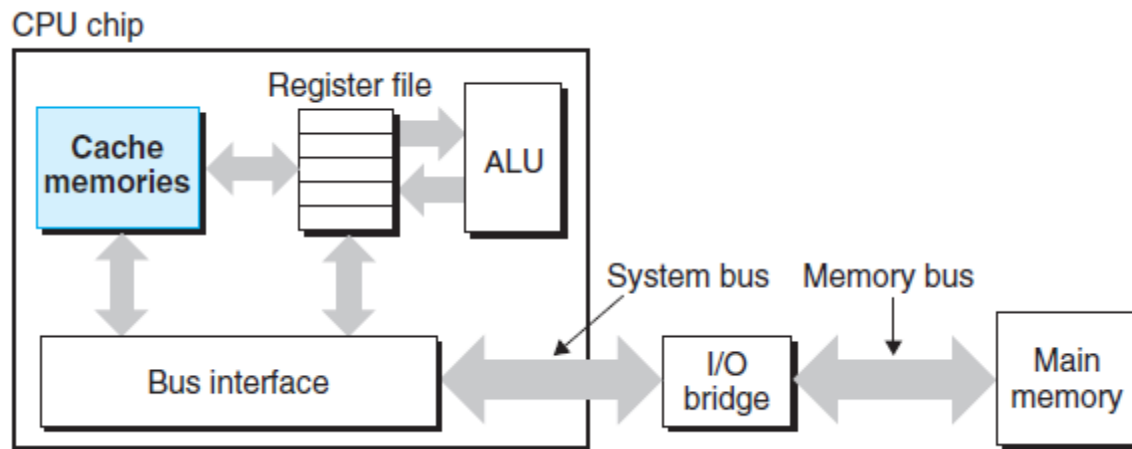 CPU chip
Register file
Cache
memories
ALU
System bus
Memory bus
Bus interface
I/O
bridge
Main
memory